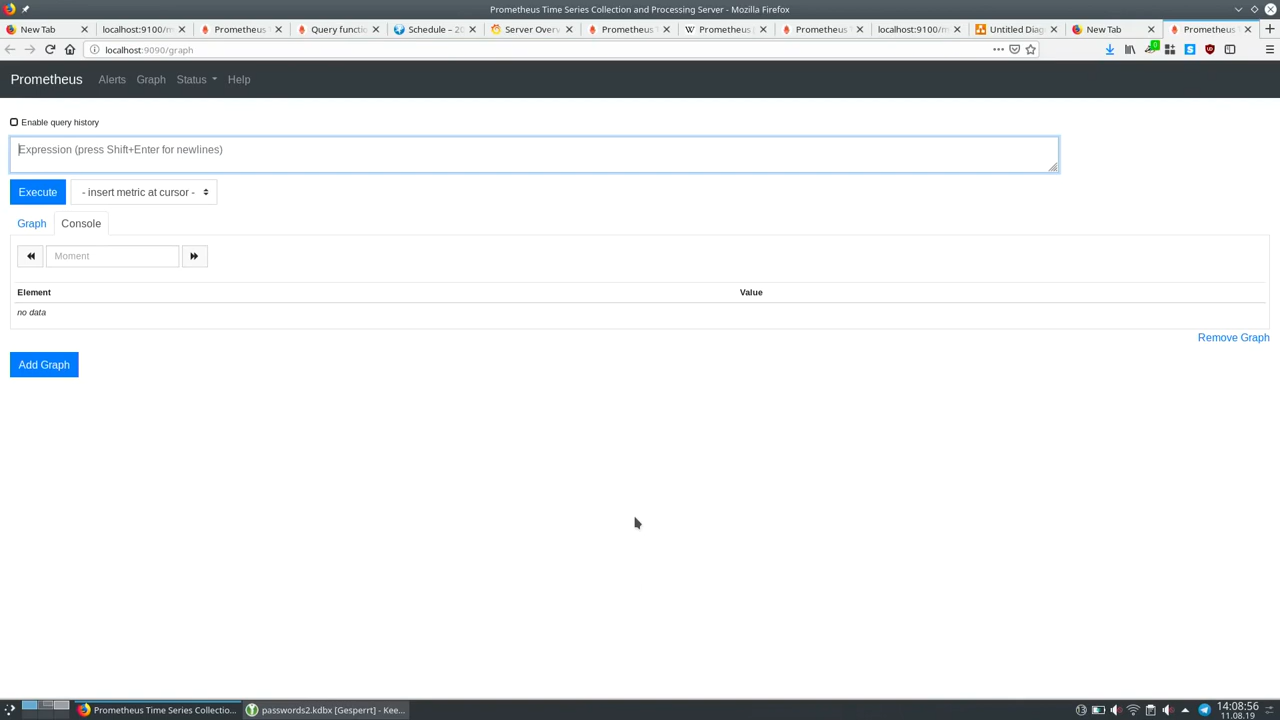 Prometheus Time Series Collection and Processing Server - Mozilla Firefox
New Tab
localhost:9100/m
Prometheus
Query functi
Schedule – 20
Server Over
Prometheus
Prometheus
Prometheus
localhost:9100/m
Untitled Diag
New Tab
Prometheus
localhost:9090/graph
0
Prometheus Alerts Graph Status Help
Enable query history
Expression (press Shift+Enter for newlines)
Execute - insert metric at cursor -
Graph Console
Moment
Element Value
no data
Remove Graph
Add Graph
Prometheus Time Series Collectio...
passwords2.kdbx [Gesperrt] - Kee...
14:08:56
11.08.19